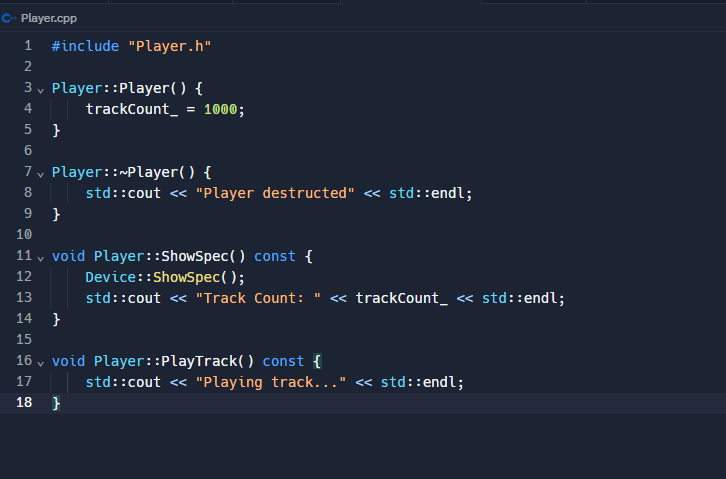 Player.cpp
1 #include "Player.h"
2
3 Player::Player() {
4     trackCount_ = 1000;
5 }
6
7 Player::~Player() {
8     std::cout << "Player destructed" << std::endl;
9 }
10
11 void Player::ShowSpec() const {
12     Device::ShowSpec();
13     std::cout << "Track Count: " << trackCount_ << std::endl;
14 }
15
16 void Player::PlayTrack() const {
17     std::cout << "Playing track..." << std::endl;
18 }